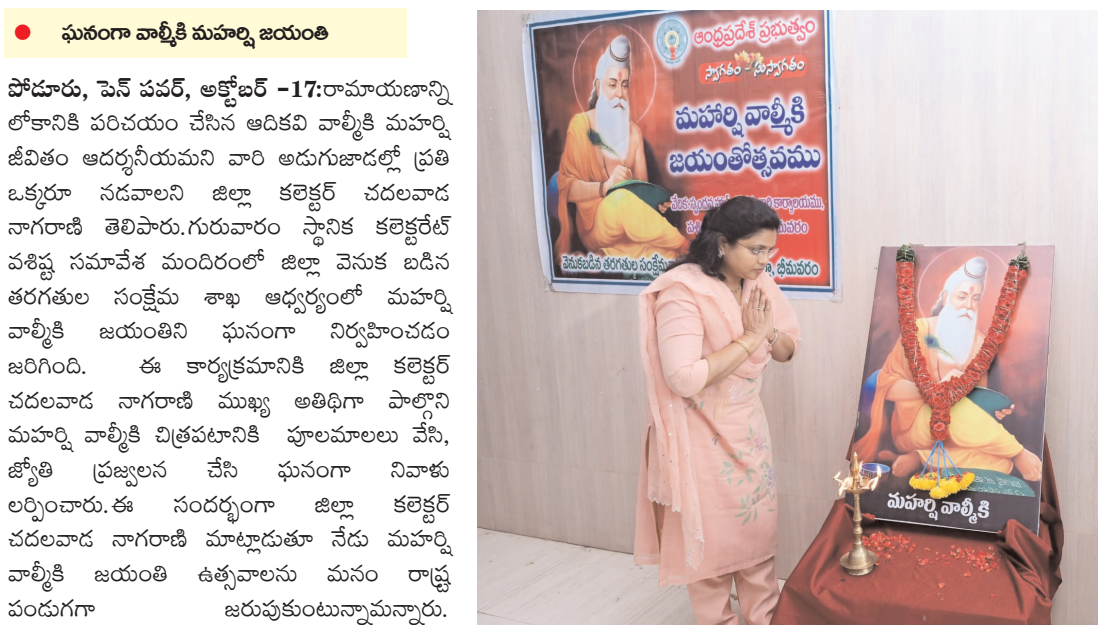 ఘనంగా వాల్మీకి మహర్షి జయంతి
పోడూరు, పెన్ పవర్, అక్టోబర్ -17:రామాయణాన్ని
లోకానికి పరిచయం చేసిన ఆదికవి వాల్మీకి మహర్షి
జీవితం ఆదర్శనీయమని వారి అడుగుజాడల్లో ప్రతి
ఒక్కరూ నడవాలని జిల్లా కలెక్టర్ చదలవాడ
నాగరాణి తెలిపారు.గురువారం స్థానిక కలెక్టరేట్
వశిష్ట సమావేశ మందిరంలో జిల్లా వెనుక బడిన
తరగతుల సంక్షేమ శాఖ ఆధ్వర్యంలో మహర్షి
వాల్మీకి జయంతిని ఘనంగా నిర్వహించడం
జరిగింది. ఈ కార్యక్రమానికి జిల్లా కలెక్టర్
చదలవాడ నాగరాణి ముఖ్య అతిథిగా పాల్గొని
మహర్షి వాల్మీకి చిత్రపటానికి పూలమాలలు వేసి,
జ్యోతి ప్రజ్వలన చేసి ఘనంగా నివాళు
లర్పించారు.ఈ సందర్భంగా జిల్లా కలెక్టర్
చదలవాడ నాగరాణి మాట్లాడుతూ నేడు మహర్షి
వాల్మీకి జయంతి ఉత్సవాలను మనం రాష్ట్ర
పండుగగా జరుపుకుంటున్నామన్నారు.
ఆంధ్రప్రదేశ్ ప్రభుత్వం
స్వాగతం - సుస్వాగతం
మహార్షి వాల్మీకి
జయంతోత్సవము
కార్యాలయము,
వెనుకబడిన తరగతుల సంక్షేమ
భీమవరం
మహర్షి వాల్మీకి